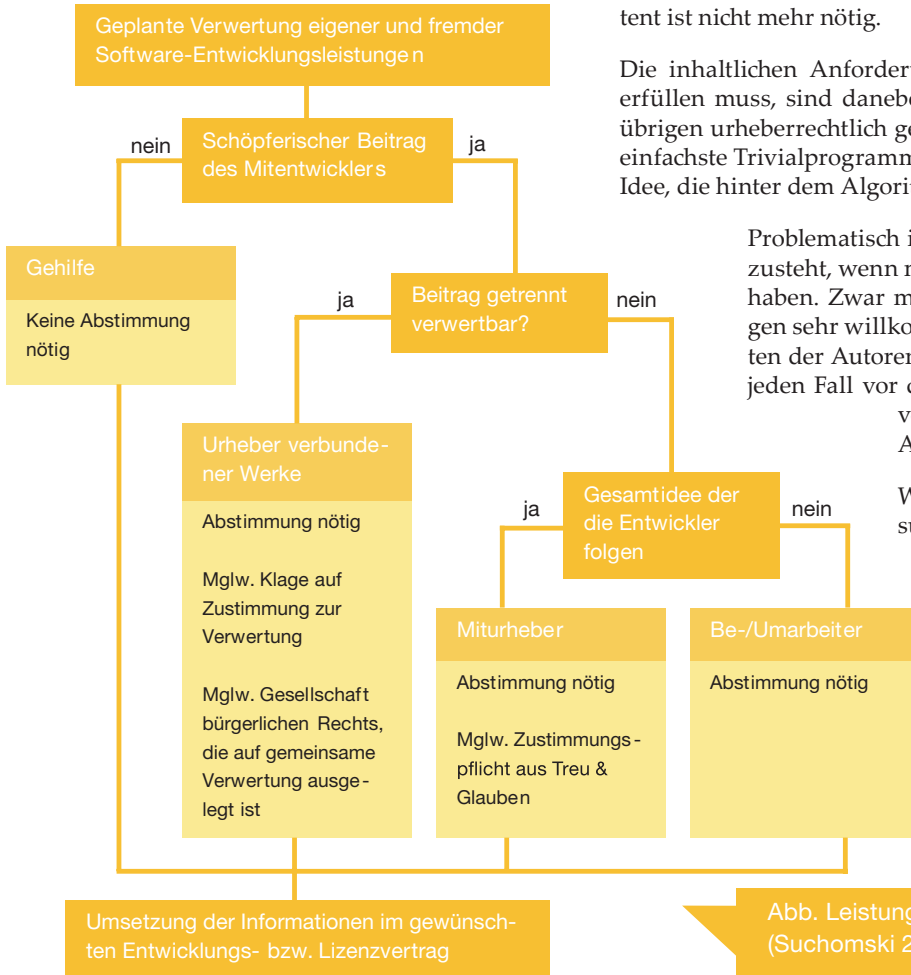 Geplante Verwertung eigener und fremder
Software-Entwicklungsleistungen
nein
Schöpferischer Beitrag
des Mitentwicklers
ja
Gehilfe
Keine Abstimmung
nötig
ja
Beitrag getrennt
verwertbar?
nein
Urheber verbunde-
ner Werke
Abstimmung nötig
Mglw. Klage auf
Zustimmung zur
Verwertung
Mglw. Gesellschaft
bürgerlichen Rechts,
die auf gemeinsame
Verwertung ausge-
legt ist
ja
Gesamtidee der
die Entwickler
folgen
nein
Miturheber
Abstimmung nötig
Mglw. Zustimmungs-
pflicht aus Treu &
Glauben
Be-/Umarbeiter
Abstimmung nötig
Umsetzung der Informationen im gewünsch-
ten Entwicklungs- bzw. Lizenzvertrag
Abb. Leistung
(Suchomski 2
tent ist nicht mehr nötig.
Die inhaltlichen Anforder
erfüllen muss, sind danebe
übrigen urheberrechtlich ge
einfachste Trivialprogramm
Idee, die hinter dem Algori
Problematisch i
zusteht, wenn
haben. Zwar m
gen sehr willko
ten der Autoren
jeden Fall vor
v
A
W
su